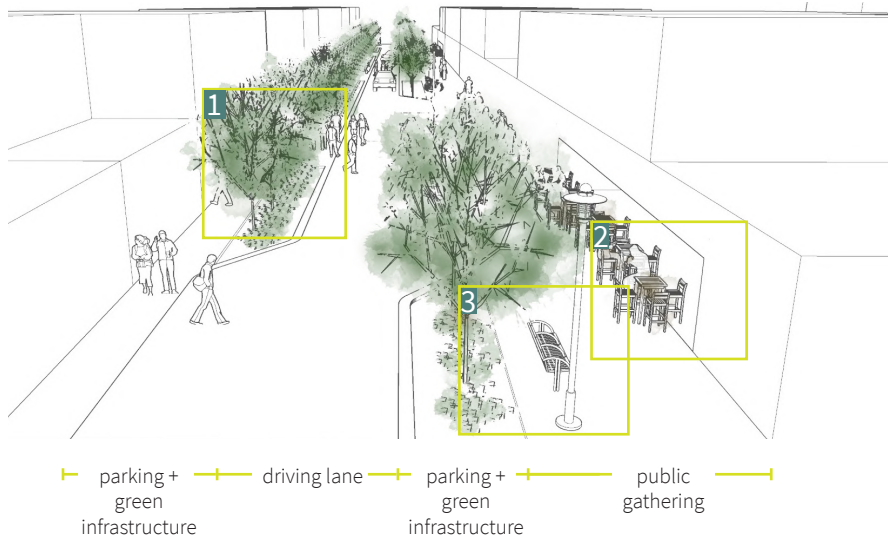 1
2
3
parking +
green
infrastructure
driving lane
parking +
green
infrastructure
public
gathering